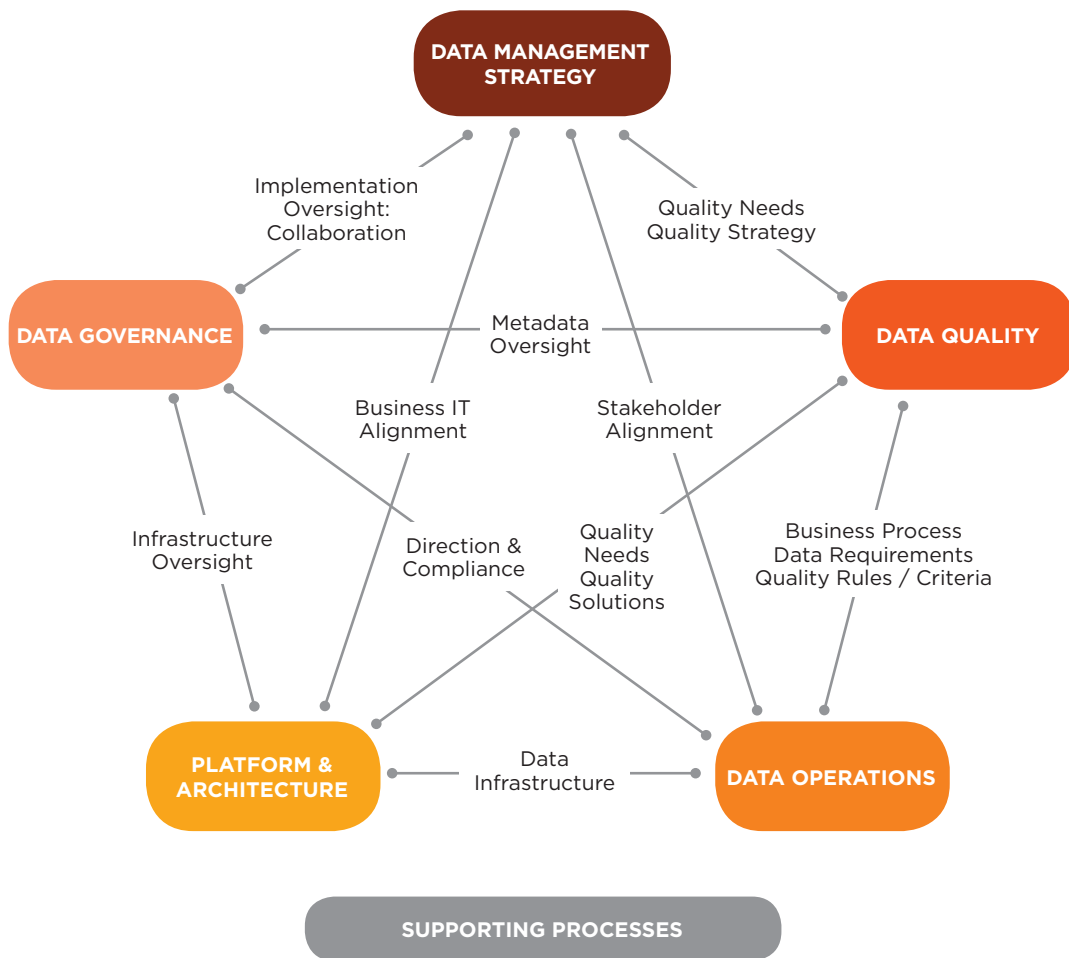 DATA MANAGEMENT
STRATEGY
Implementation
Oversight:
Collaboration
Quality Needs
Quality Strategy
DATA GOVERNANCE
Metadata
Oversight
DATA QUALITY
Business IT
Alignment
Stakeholder
Alignment
Infrastructure
Oversight
Direction &
Compliance
Quality
Needs
Quality
Solutions
Business Process
Data Requirements
Quality Rules / Criteria
PLATFORM &
ARCHITECTURE
Data
Infrastructure
DATA OPERATIONS
SUPPORTING PROCESSES